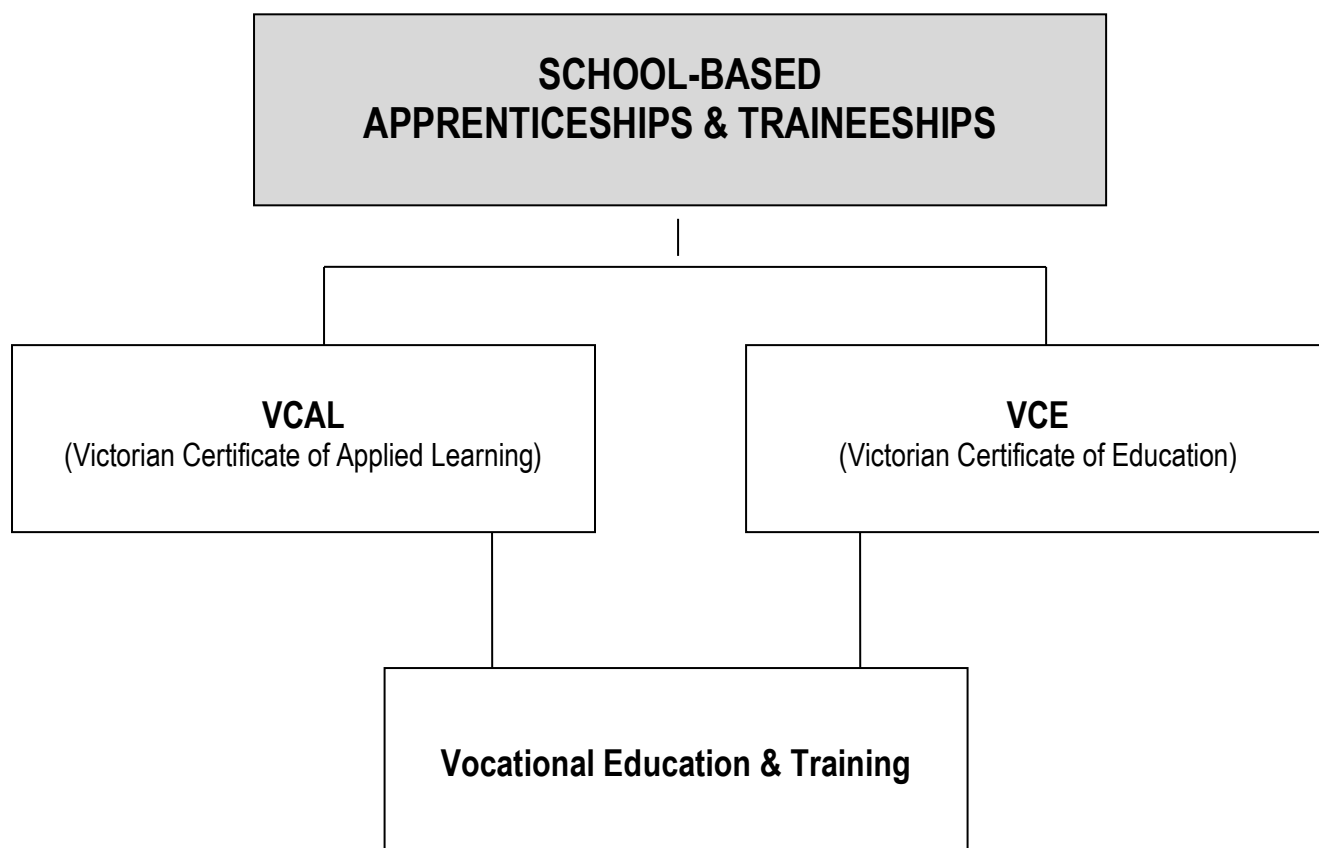 SCHOOL-BASED
APPRENTICESHIPS & TRAINEESHIPS
VCAL
(Victorian Certificate of Applied Learning)
VCE
(Victorian Certificate of Education)
Vocational Education & Training